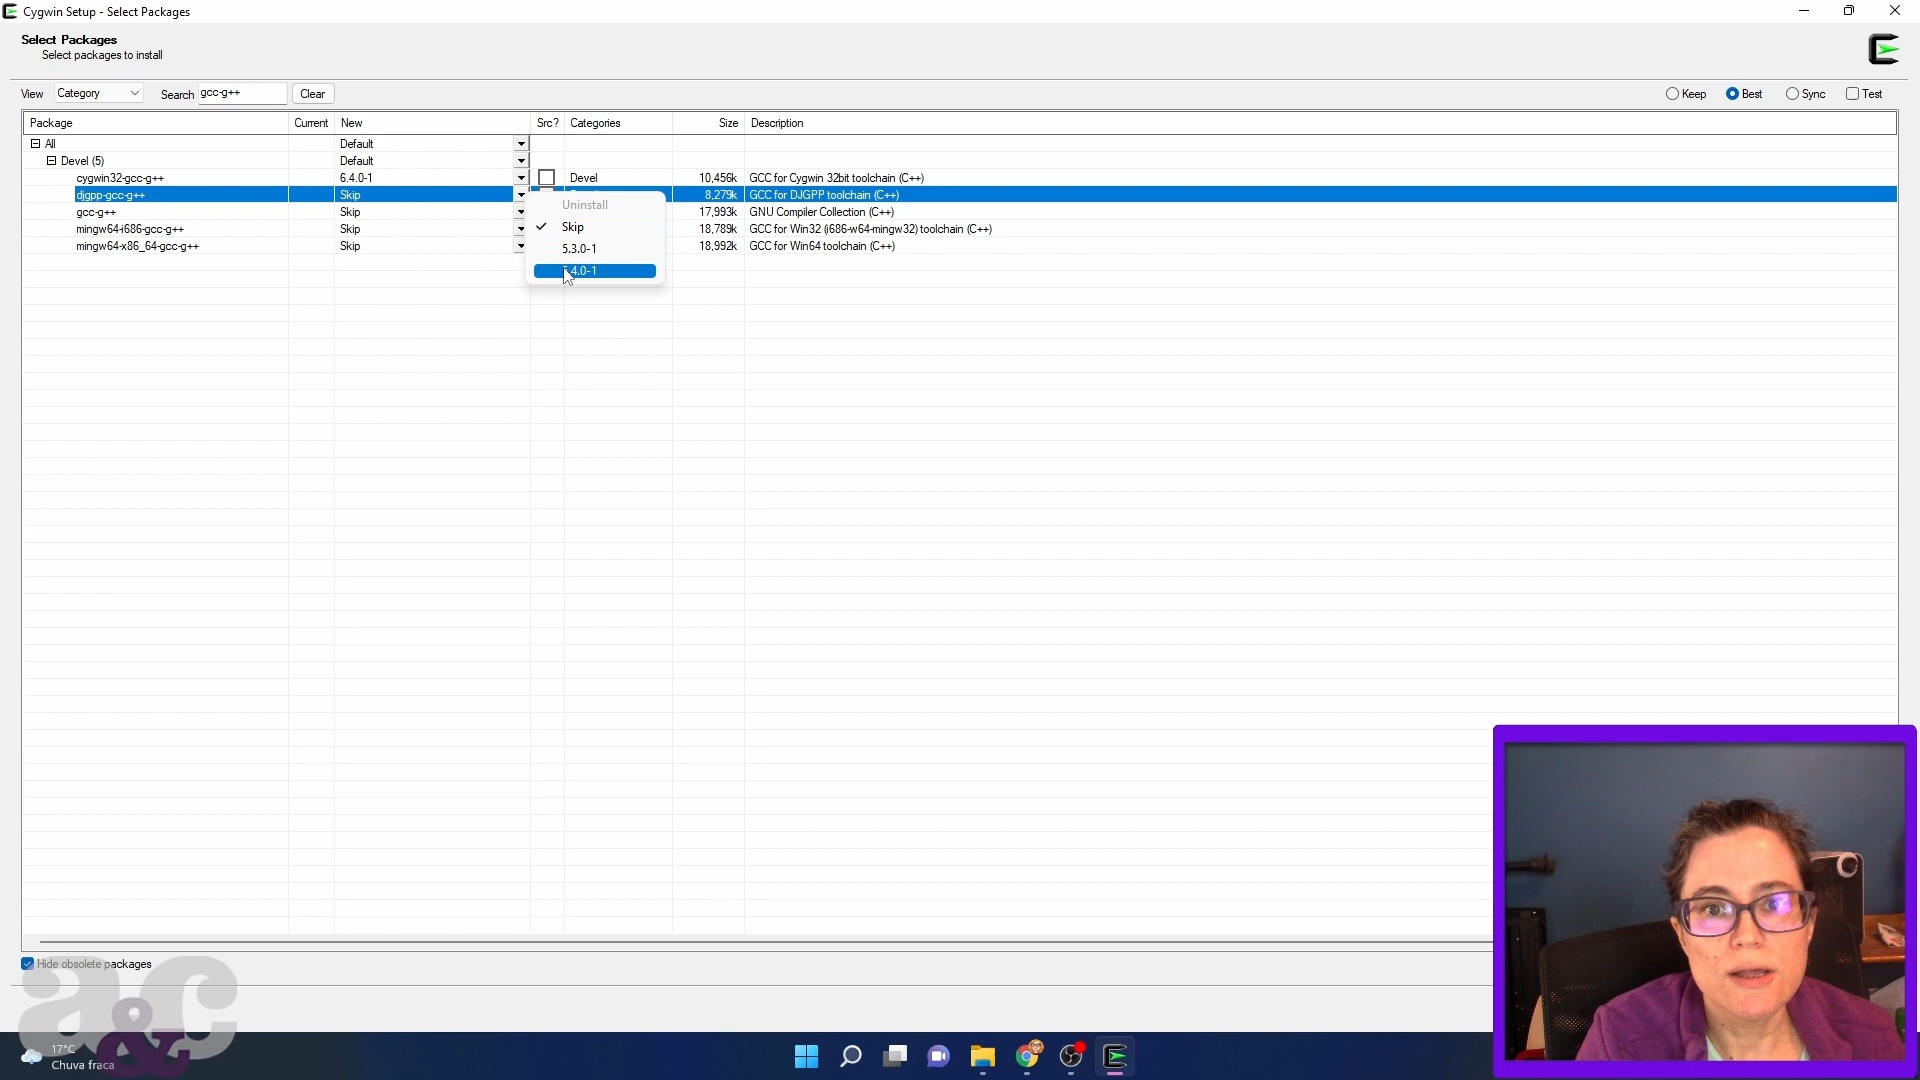 Cygwin Setup - Select Packages
Select Packages
Select packages to install
View Category Search gcc-g++ Clear Keep Best Sync Test
Package Current New Src? Categories Size Description
All Default
Devel (5) Default
cygwin32-gcc-g++ 6.4.0-1 Devel 10,456k GCC for Cygwin 32bit toolchain (C++)
djgpp-gcc-g++ Skip 8,279k GCC for DJGPP toolchain (C++)
gcc-g++ Skip 17,993k GNU Compiler Collection (C++)
mingw64-i686-gcc-g++ Skip 18,789k GCC for Win32 (i686-w64-mingw32) toolchain (C++)
mingw64-x86_64-gcc-g++ Skip 18,992k GCC for Win64 toolchain (C++)
Uninstall
Skip
5.3.0-1
Hide obsolete packages
a&c
17°C
Chuva fraca